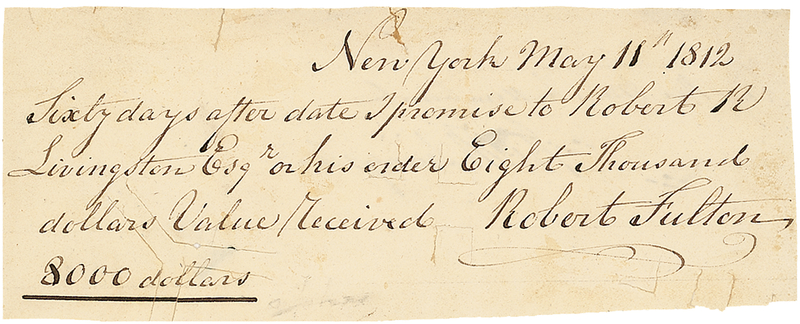 New York May 11th 1812
Sixty days after date I promise to Robert R
Livingston Esqr or his order Eight Thousand
dollars Value Received Robert Fulton
8000 dollars